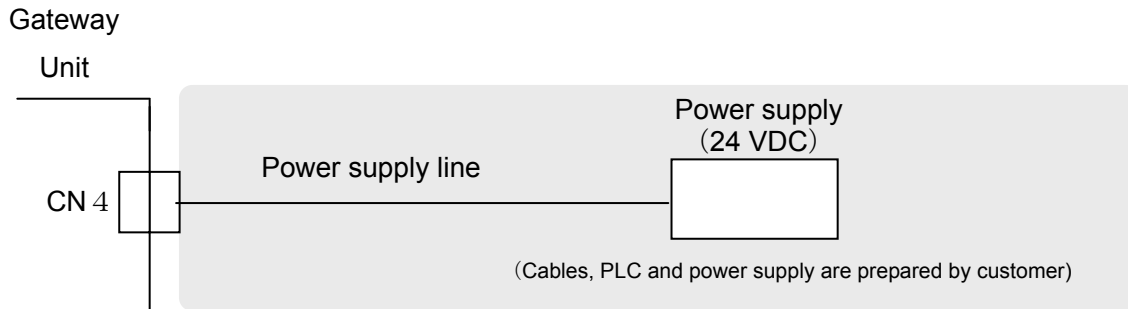 Gateway
Unit
Power supply
（24 VDC）
Power supply line
CN 4
（Cables, PLC and power supply are prepared by customer)